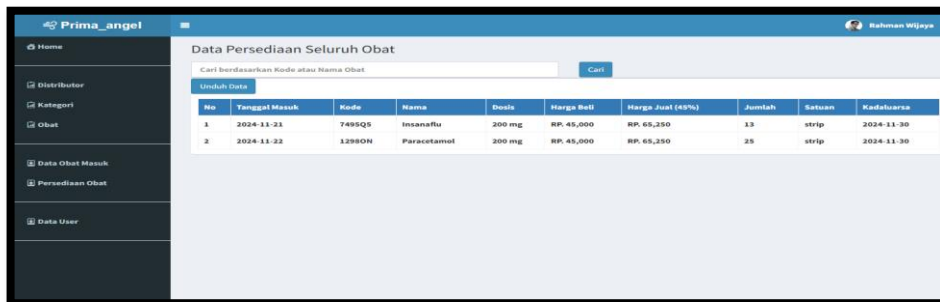 Prima_angel
Rahman Wijaya
Home
Distributor
Kategori
Obat
Data Obat Masuk
Persediaan Obat
Data User
Data Persediaan Seluruh Obat
Cari berdasarkan Kode atau Nama Obat Cari
Unduh Data
No Tanggal Masuk Kode Nama Dosis Harga Beli Harga Jual (45%) Jumlah Satuan Kadaluarsa
1 2024-11-21 7495QS Insanaflu 200 mg RP. 45,000 RP. 65,250 13 strip 2024-11-30
2 2024-11-22 1298ON Paracetamol 200 mg RP. 45,000 RP. 65,250 25 strip 2024-11-30